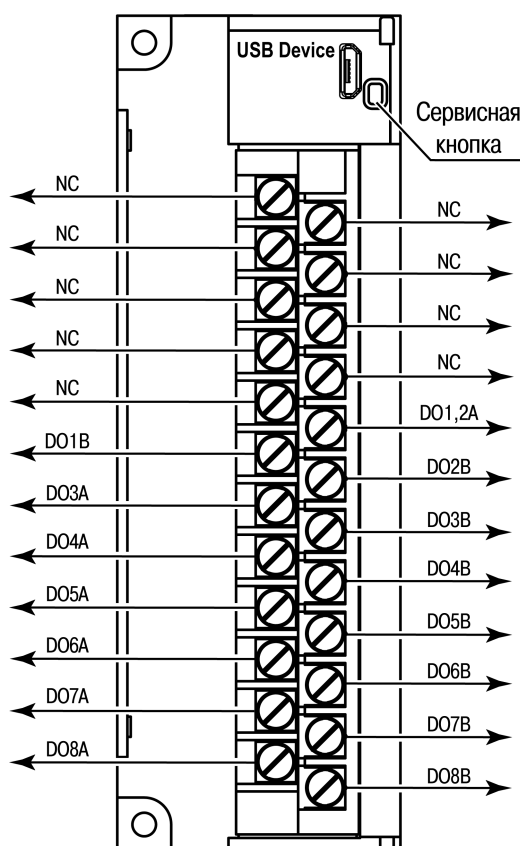 USB Device
Сервисная
кнопка
NC
NC
NC
NC
NC
NC
NC
NC
NC
DO1,2A
DO1B
DO2B
DO3A
DO3B
DO4A
DO4B
DO5A
DO5B
DO6A
DO6B
DO7A
DO7B
DO8A
DO8B